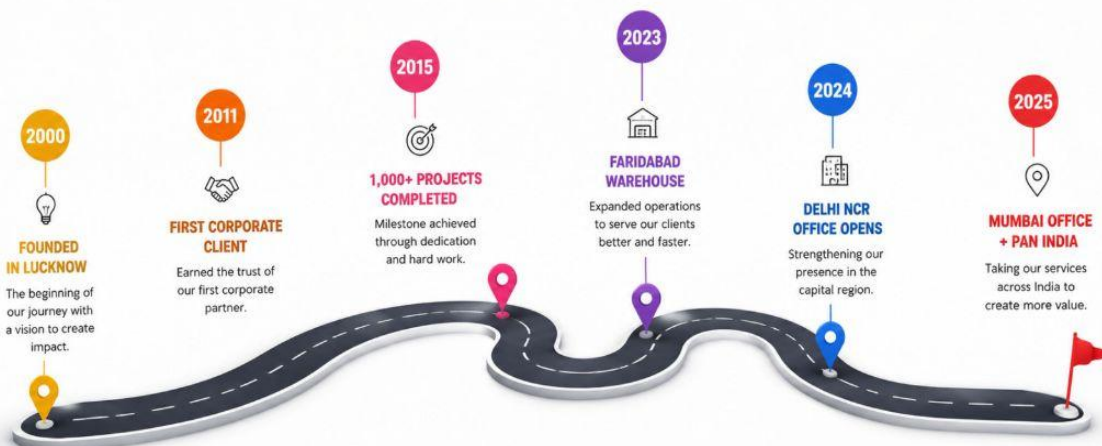 2000
FOUNDED
IN LUCKNOW
The beginning of
our journey with
a vision to create
impact.
2011
FIRST CORPORATE
CLIENT
Earned the trust of
our first corporate
partner.
2015
1,000+ PROJECTS
COMPLETED
Milestone achieved
through dedication
and hard work.
2023
FARIDABAD
WAREHOUSE
Expanded operations
to serve our clients
better and faster.
2024
DELHI NCR
OFFICE OPENS
Strengthening our
presence in the
capital region.
2025
MUMBAI OFFICE
+ PAN INDIA
Taking our services
across India to
create more value.